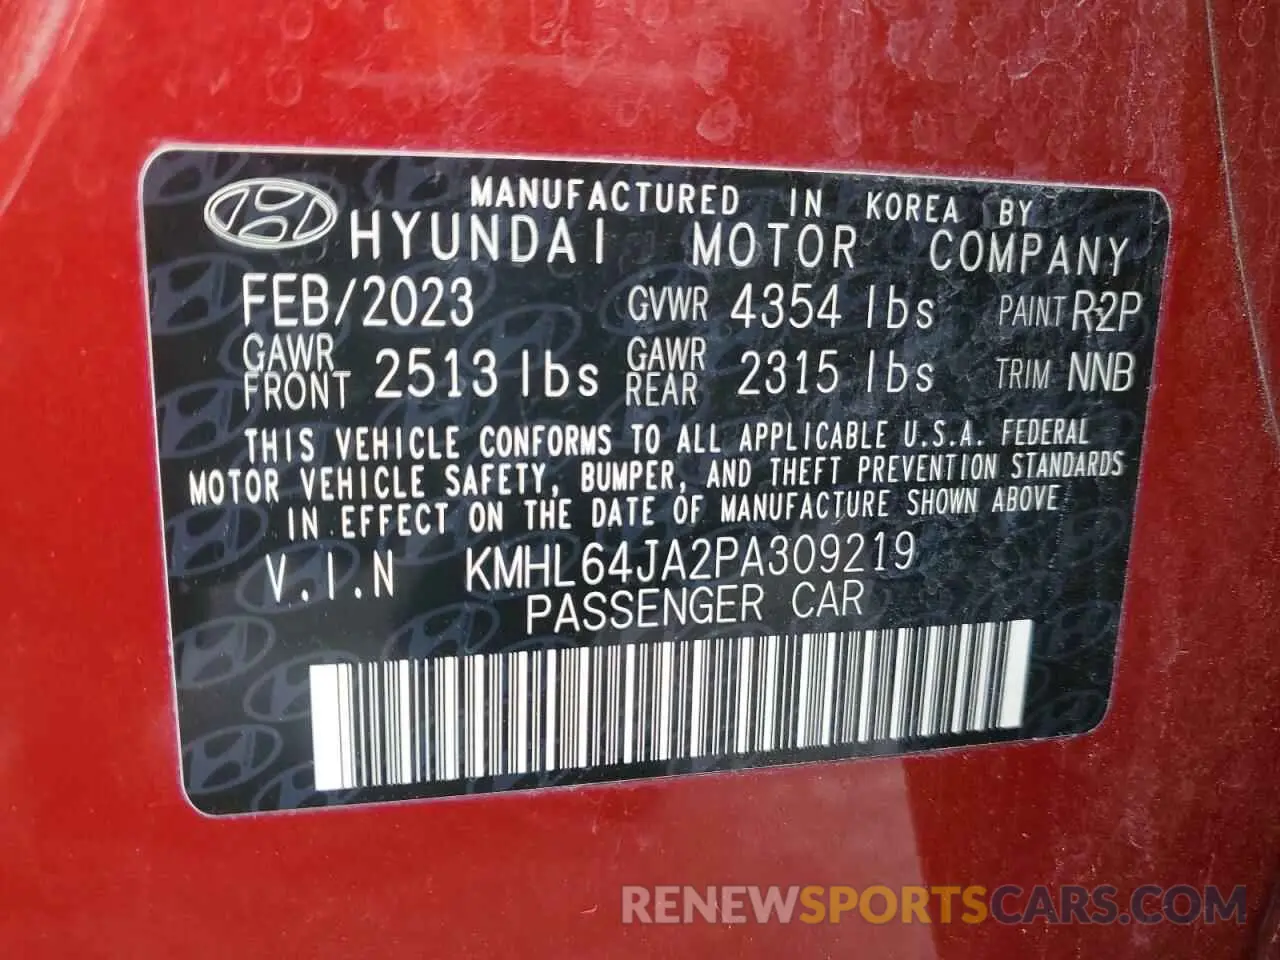 MANUFACTURED IN KOREA BY
HYUNDAI MOTOR COMPANY
FEB/2023 GVWR 4354 lbs PAINT R2P
GAWR FRONT 2513 lbs GAWR REAR 2315 lbs TRIM NNB
THIS VEHICLE CONFORMS TO ALL APPLICABLE U.S.A. FEDERAL
MOTOR VEHICLE SAFETY, BUMPER, AND THEFT PREVENTION STANDARDS
IN EFFECT ON THE DATE OF MANUFACTURE SHOWN ABOVE
V.I.N KMHL64JA2PA309219
PASSENGER CAR
RENEWSPORTSCARS.COM